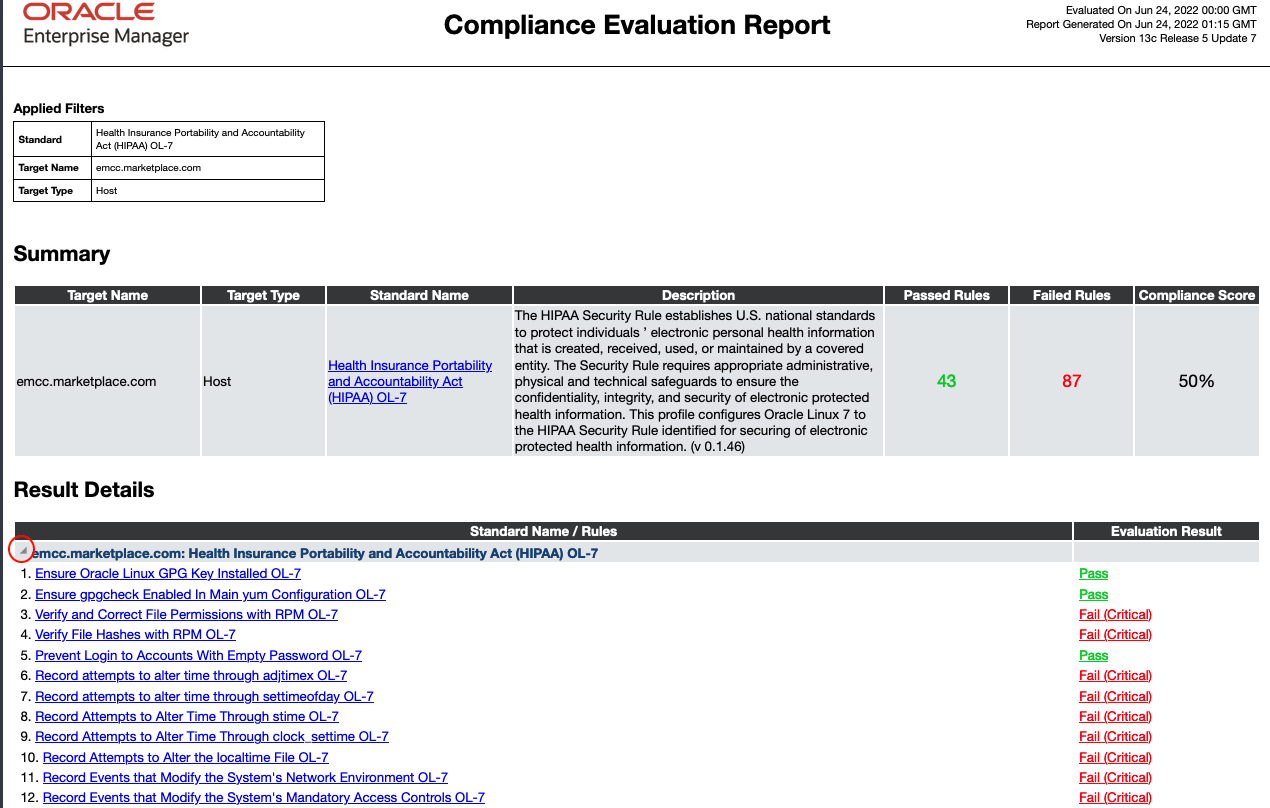 ORACLE
Enterprise Manager
Compliance Evaluation Report
Evaluated On Jun 24, 2022 00:00 GMT
Report Generated On Jun 24, 2022 01:15 GMT
Version 13c Release 5 Update 7
Applied Filters
Standard
Health Insurance Portability and Accountability
Act (HIPAA) OL-7
Target Name emcc.marketplace.com
Target Type Host
Summary
Target Name Target Type Standard Name Description Passed Rules Failed Rules Compliance Score
emcc.marketplace.com
Host
Health Insurance Portability
and Accountability Act
(HIPAA) OL-7
The HIPAA Security Rule establishes U.S. national standards
to protect individuals ’ electronic personal health information
that is created, received, used, or maintained by a covered
entity. The Security Rule requires appropriate administrative,
physical and technical safeguards to ensure the
confidentiality, integrity, and security of electronic protected
health information. This profile configures Oracle Linux 7 to
the HIPAA Security Rule identified for securing of electronic
protected health information. (v 0.1.46)
43
87
50%
Result Details
Standard Name / Rules Evaluation Result
emcc.marketplace.com: Health Insurance Portability and Accountability Act (HIPAA) OL-7
1. Ensure Oracle Linux GPG Key Installed OL-7 Pass
2. Ensure gpgcheck Enabled In Main yum Configuration OL-7 Pass
3. Verify and Correct File Permissions with RPM OL-7 Fail (Critical)
4. Verify File Hashes with RPM OL-7 Fail (Critical)
5. Prevent Login to Accounts With Empty Password OL-7 Pass
6. Record attempts to alter time through adjtimex OL-7 Fail (Critical)
7. Record attempts to alter time through settimeofday OL-7 Fail (Critical)
8. Record Attempts to Alter Time Through stime OL-7 Fail (Critical)
9. Record Attempts to Alter Time Through clock_settime OL-7 Fail (Critical)
10. Record Attempts to Alter the localtime File OL-7 Fail (Critical)
11. Record Events that Modify the System's Network Environment OL-7 Fail (Critical)
12. Record Events that Modify the System's Mandatory Access Controls OL-7 Fail (Critical)